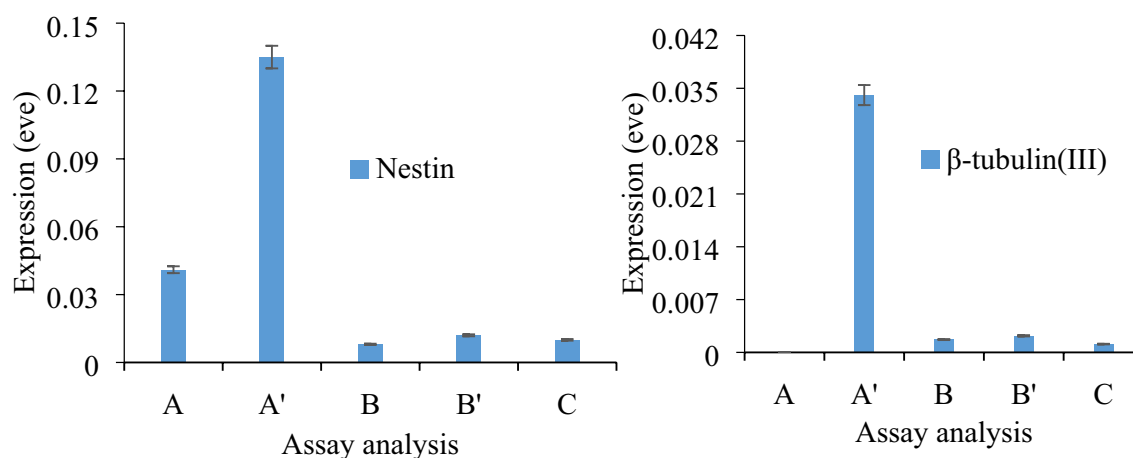 Expression (eve)
0.15
0.12
0.09
0.06
0.03
0
Nestin
A A' B B' C
Assay analysis
Expression (eve)
0.042
0.035
0.028
0.021
0.014
0.007
0
β-tubulin(III)
A A' B B' C
Assay analysis